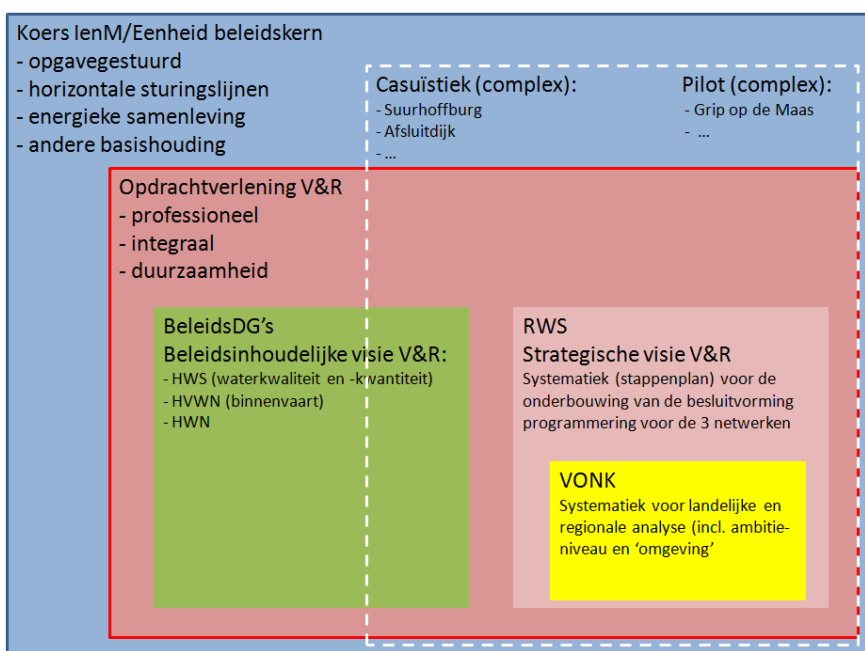 Koers IenM/Eenheid beleidskern
- opgavegestuurd
- horizontale sturingslijnen
- energieke samenleving
- andere basishouding
Casuïstiek (complex):
- Suurhoffburg
- Afsluitdijk
- ...
Pilot (complex):
- Grip op de Maas
- ...
Opdrachtverlening V&R
- professioneel
- integraal
- duurzaamheid
BeleidsDG's
Beleidsinhoudelijke visie V&R:
- HWS (waterkwaliteit en -kwantiteit)
- HVWN (binnenvaart)
- HWN
RWS
Strategische visie V&R
Systematiek (stappenplan) voor de
onderbouwing van de besluitvorming
programmering voor de 3 netwerken
VONK
Systematiek voor landelijke en
regionale analyse (incl. ambitie-
niveau en ‘omgeving’